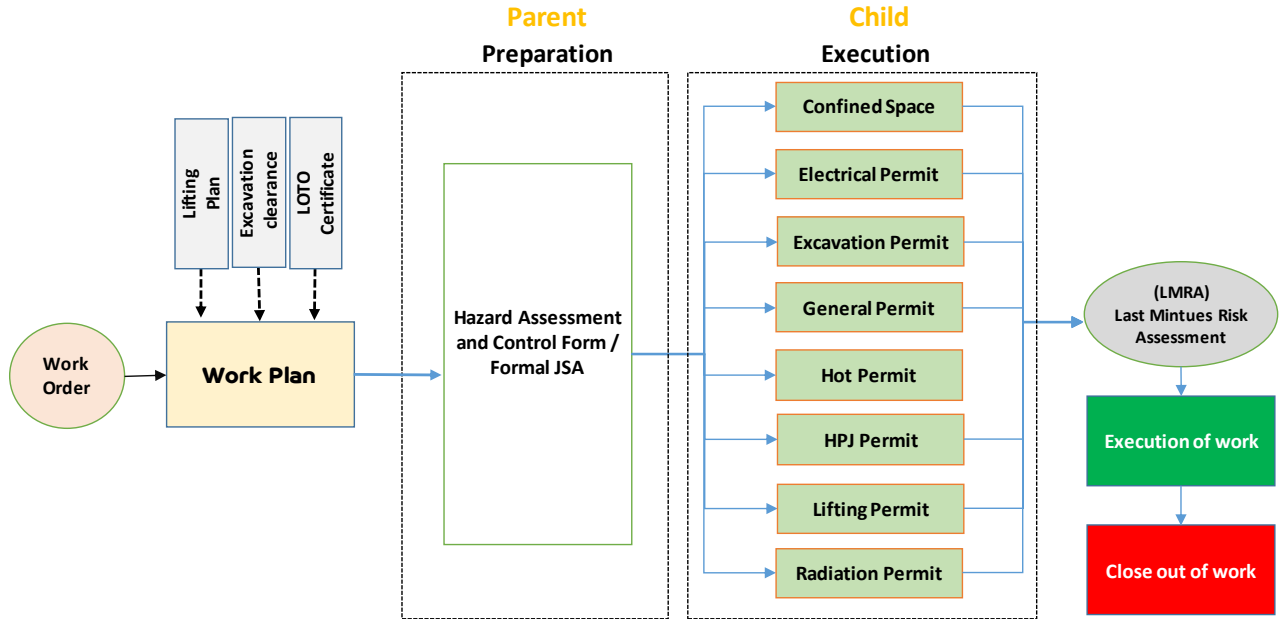 Parent
Preparation
Child
Execution
Lifting
Plan
Excavation
clearance
LOTO
Certificate
Work
Order
Work Plan
Hazard Assessment
and Control Form /
Formal JSA
Confined Space
Electrical Permit
Excavation Permit
General Permit
Hot Permit
HPJ Permit
Lifting Permit
Radiation Permit
(LMRA)
Last Mintues Risk
Assessment
Execution of work
Close out of work